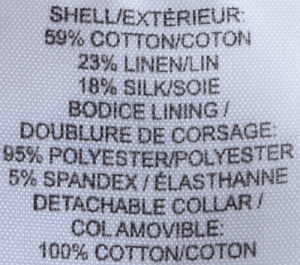 SHELL/EXTÉRIEUR:
59% COTTON/COTON
23% LINEN/LIN
18% SILK/SOIE
BODICE LINING /
DOUBLURE DE CORSAGE:
95% POLYESTER/POLYESTER
5% SPANDEX / ÉLASTHANNE
DETACHABLE COLLAR /
COL AMOVIBLE:
100% COTTON/COTON